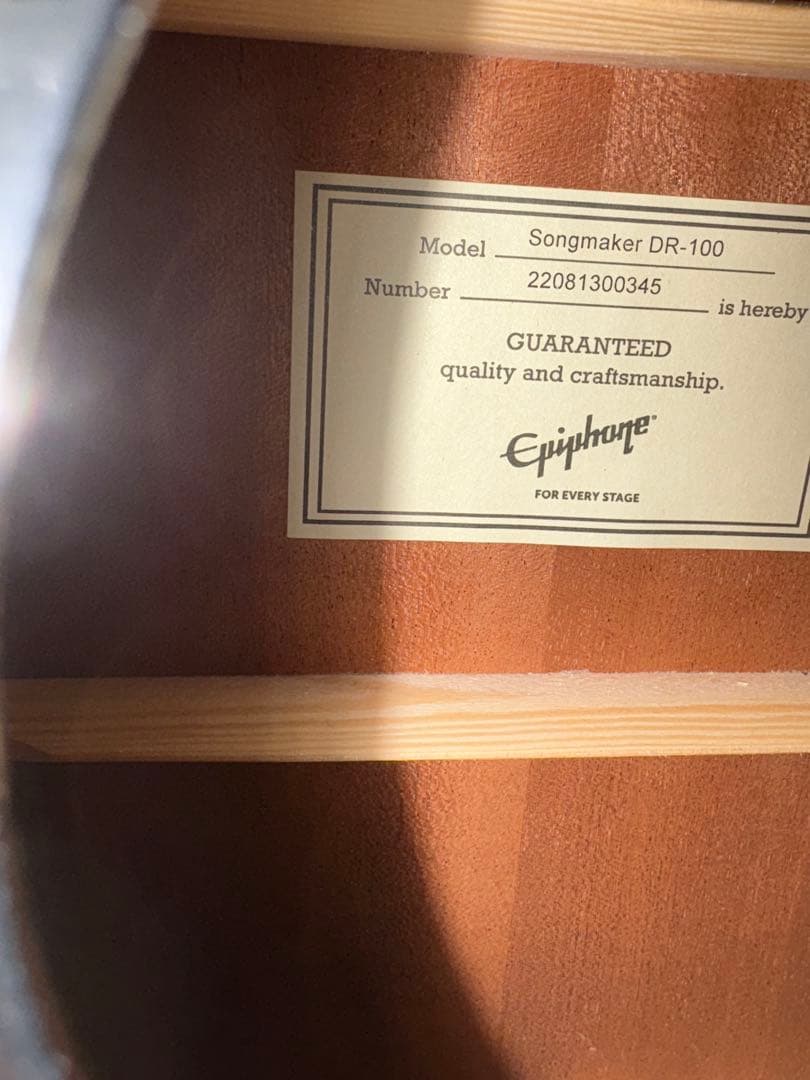 Model Songmaker DR-100
Number 22081300345 is hereby
GUARANTEED
quality and craftsmanship.
Epiphone
FOR EVERY STAGE